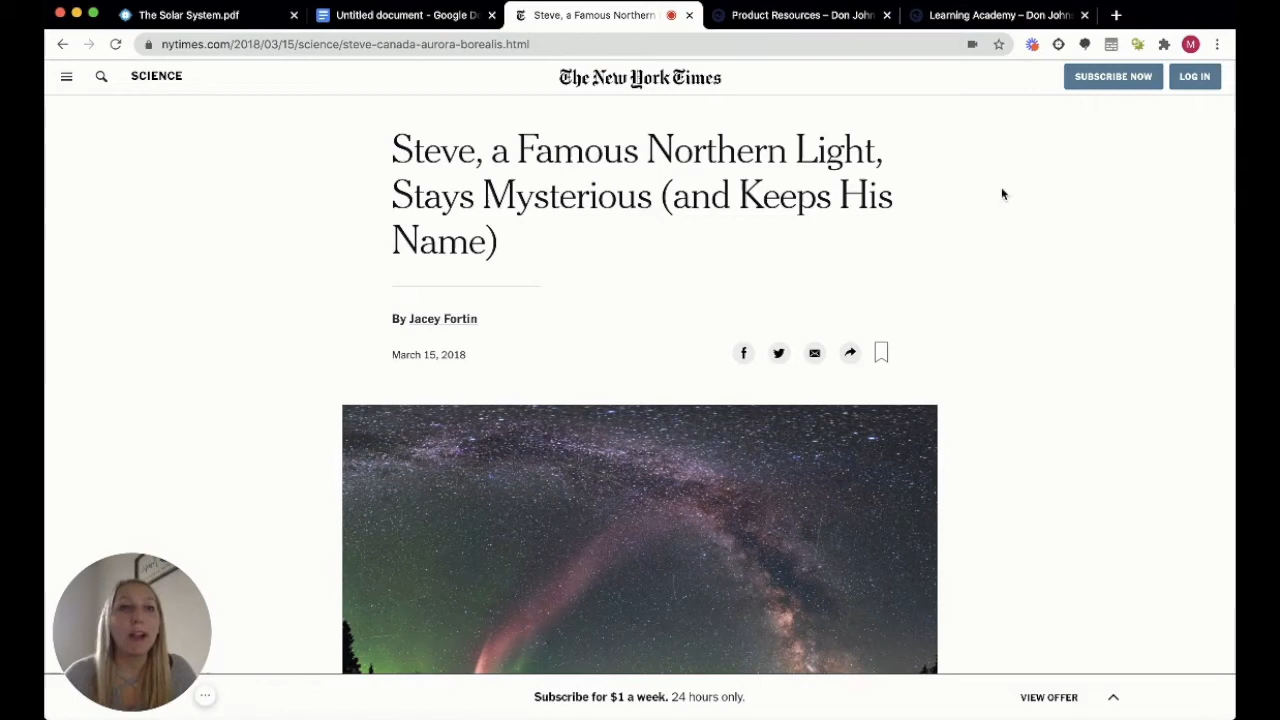 The Solar System.pdf
Untitled document - Google D
Steve, a Famous Northern
Product Resources – Don John
Learning Academy – Don Johns
nytimes.com/2018/03/15/science/steve-canada-aurora-borealis.html
M
SCIENCE
The New York Times
SUBSCRIBE NOW
LOG IN
Steve, a Famous Northern Light,
Stays Mysterious (and Keeps His
Name)
By Jacey Fortin
March 15, 2018
Subscribe for $1 a week. 24 hours only.
VIEW OFFER